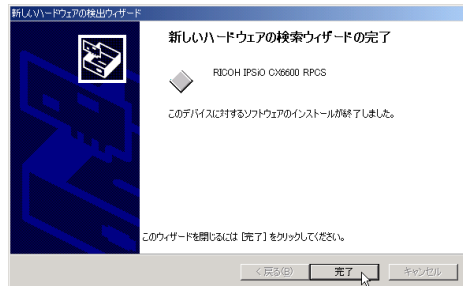 新しいハードウェアの検出ウィザード
新しいハードウェアの検索ウィザードの完了
RICOH IPSiO CX6600 RPCS
このデバイスに対するソフトウェアのインストールが終了しました。
このウィザードを閉じるには [完了] をクリックしてください。
< 戻る(B) 完了 キャンセル